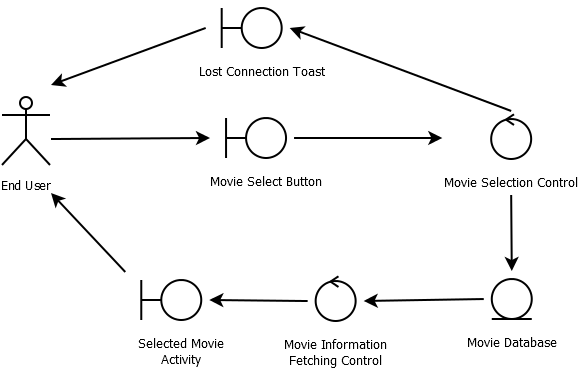 Lost Connection Toast
End User
Movie Select Button
Movie Selection Control
Selected Movie
Activity
Movie Information
Fetching Control
Movie Database